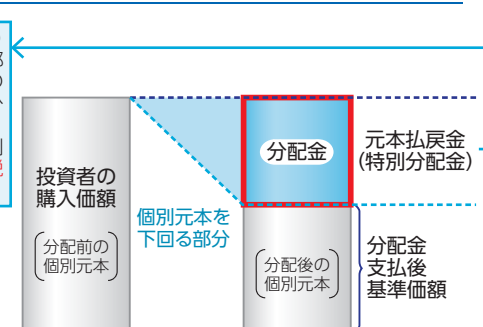 投資者の
購入価額
分配前の
個別元本
個別元本を
下回る部分
分配金
分配後の
個別元本
元本払戻金
(特別分配金)
分配金
支払後
基準価額